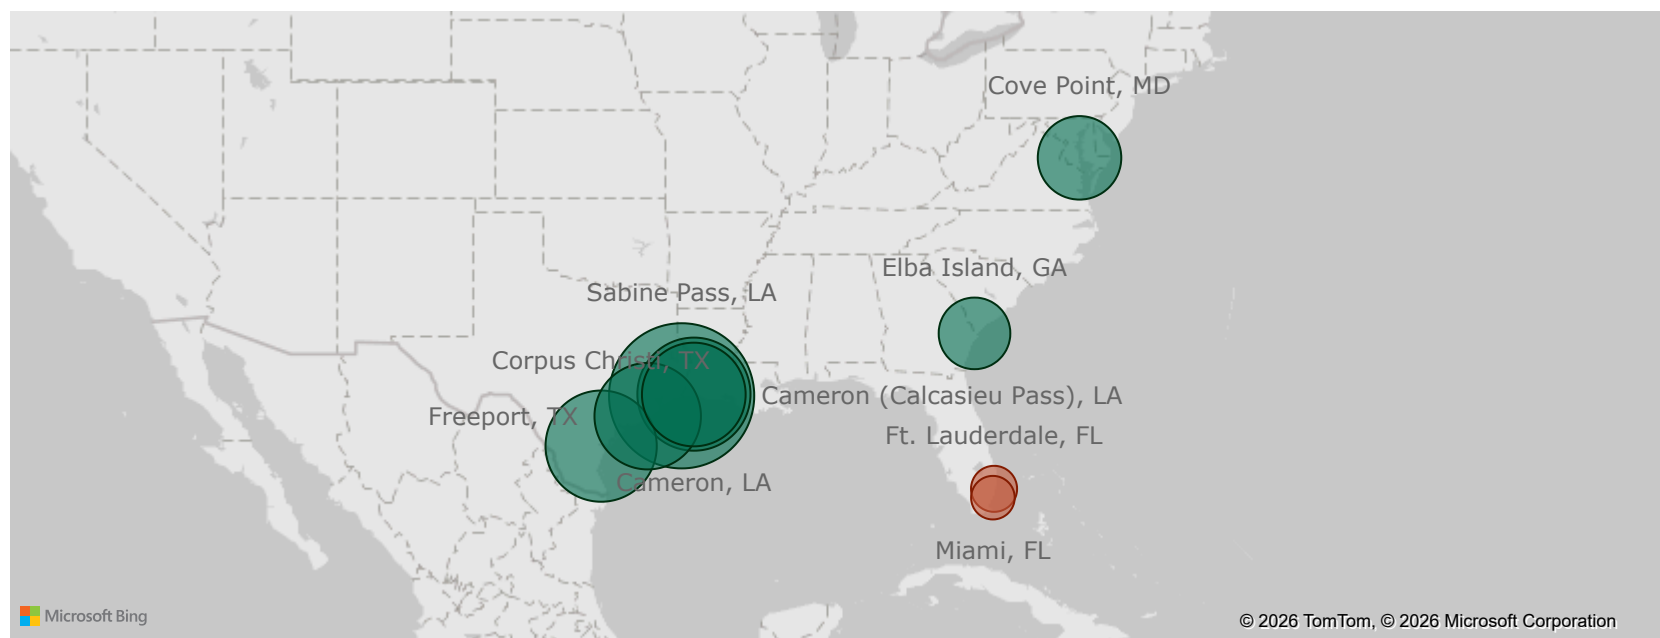 Cove Point, MD
Elba Island, GA
Sabine Pass, LA
Corpus Christi, TX
Cameron (Calcasieu Pass), LA
Freeport, TX
Ft. Lauderdale, FL
Cameron, LA
Miami, FL
Microsoft Bing
© 2026 TomTom, © 2026 Microsoft Corporation